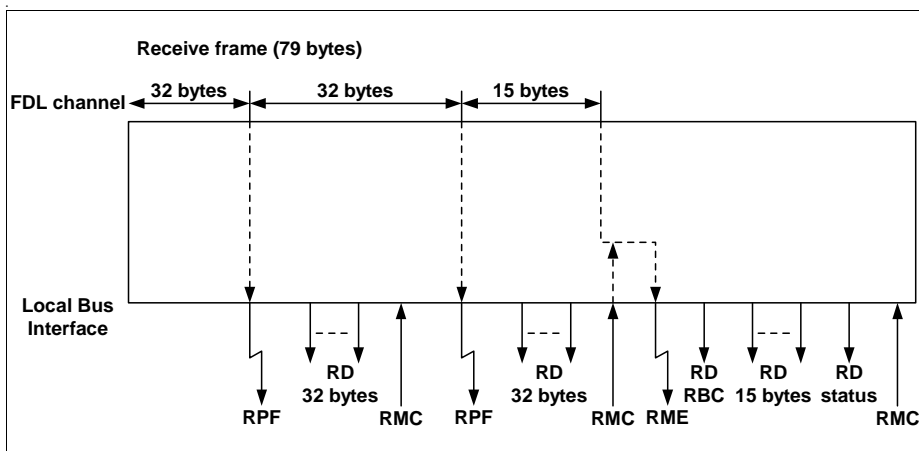 Receive frame (79 bytes)
FDL channel
32 bytes
32 bytes
15 bytes
Local Bus
Interface
RPF
RD
32 bytes
RMC
RPF
RD
32 bytes
RMC
RME
RD
RBC
RD
15 bytes
RD
status
RMC